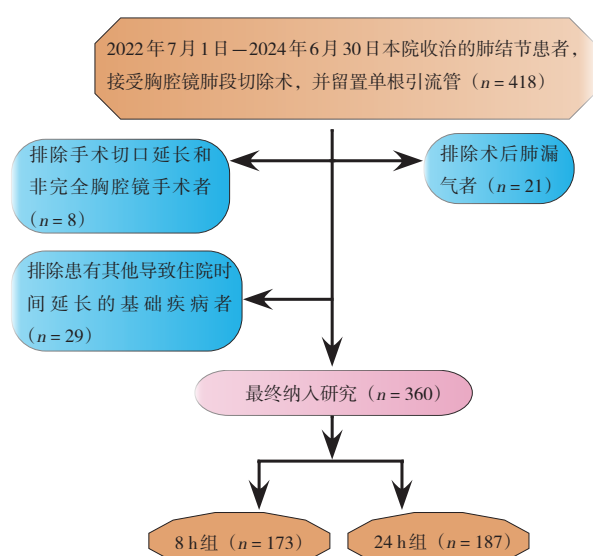 2022年7月1日—2024年6月30日本院收治的肺结节患者，
接受胸腔镜肺段切除术，并留置单根引流管（n=418）
排除手术切口延长和
非完全胸腔镜手术者
（n=8）
排除术后肺漏
气者（n=21）
排除患有其他导致住院时
间延长的基础疾病者
（n=29）
最终纳入研究（n=360）
8 h组（n=173）
24 h组（n=187）